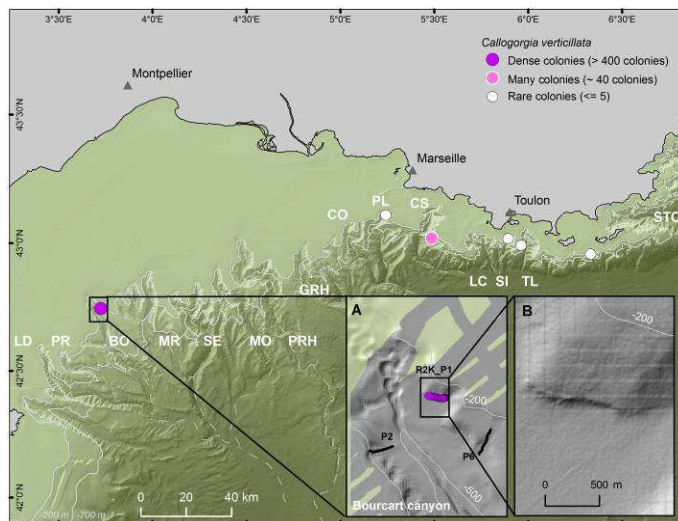 3°30'E 4°0'E 4°30'E 5°0'E 5°30'E 6°0'E 6°30'E
Callogorgia verticillata
Dense colonies (> 400 colonies)
Many colonies (~ 40 colonies)
Rare colonies (<= 5)
Montpellier
43°30'N
Marseille
Toulon
PL CS
CO
STO
43°0'N
LC SI TL
GRH
LD PR BO MR SE MO PRH
42°30'N
A
R2K_P1
-200
P2
P6
-500
Bourcart canyon
B
-200
0 500 m
42°0'N
-200 m -700 m
0 20 40 km